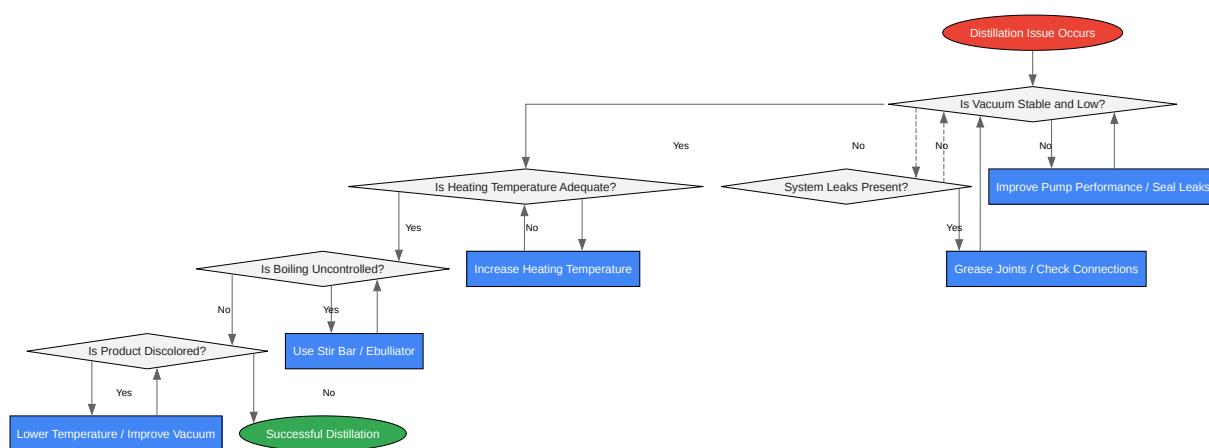 Distillation Issue Occurs
Is Vacuum Stable and Low?
Yes
No
No
No
Is Heating Temperature Adequate?
System Leaks Present?
Improve Pump Performance / Seal Leaks
Yes
No
Yes
Is Boiling Uncontrolled?
Increase Heating Temperature
Grease Joints / Check Connections
No
Yes
Is Product Discolored?
Use Stir Bar / Ebulliator
Yes
No
Lower Temperature / Improve Vacuum
Successful Distillation